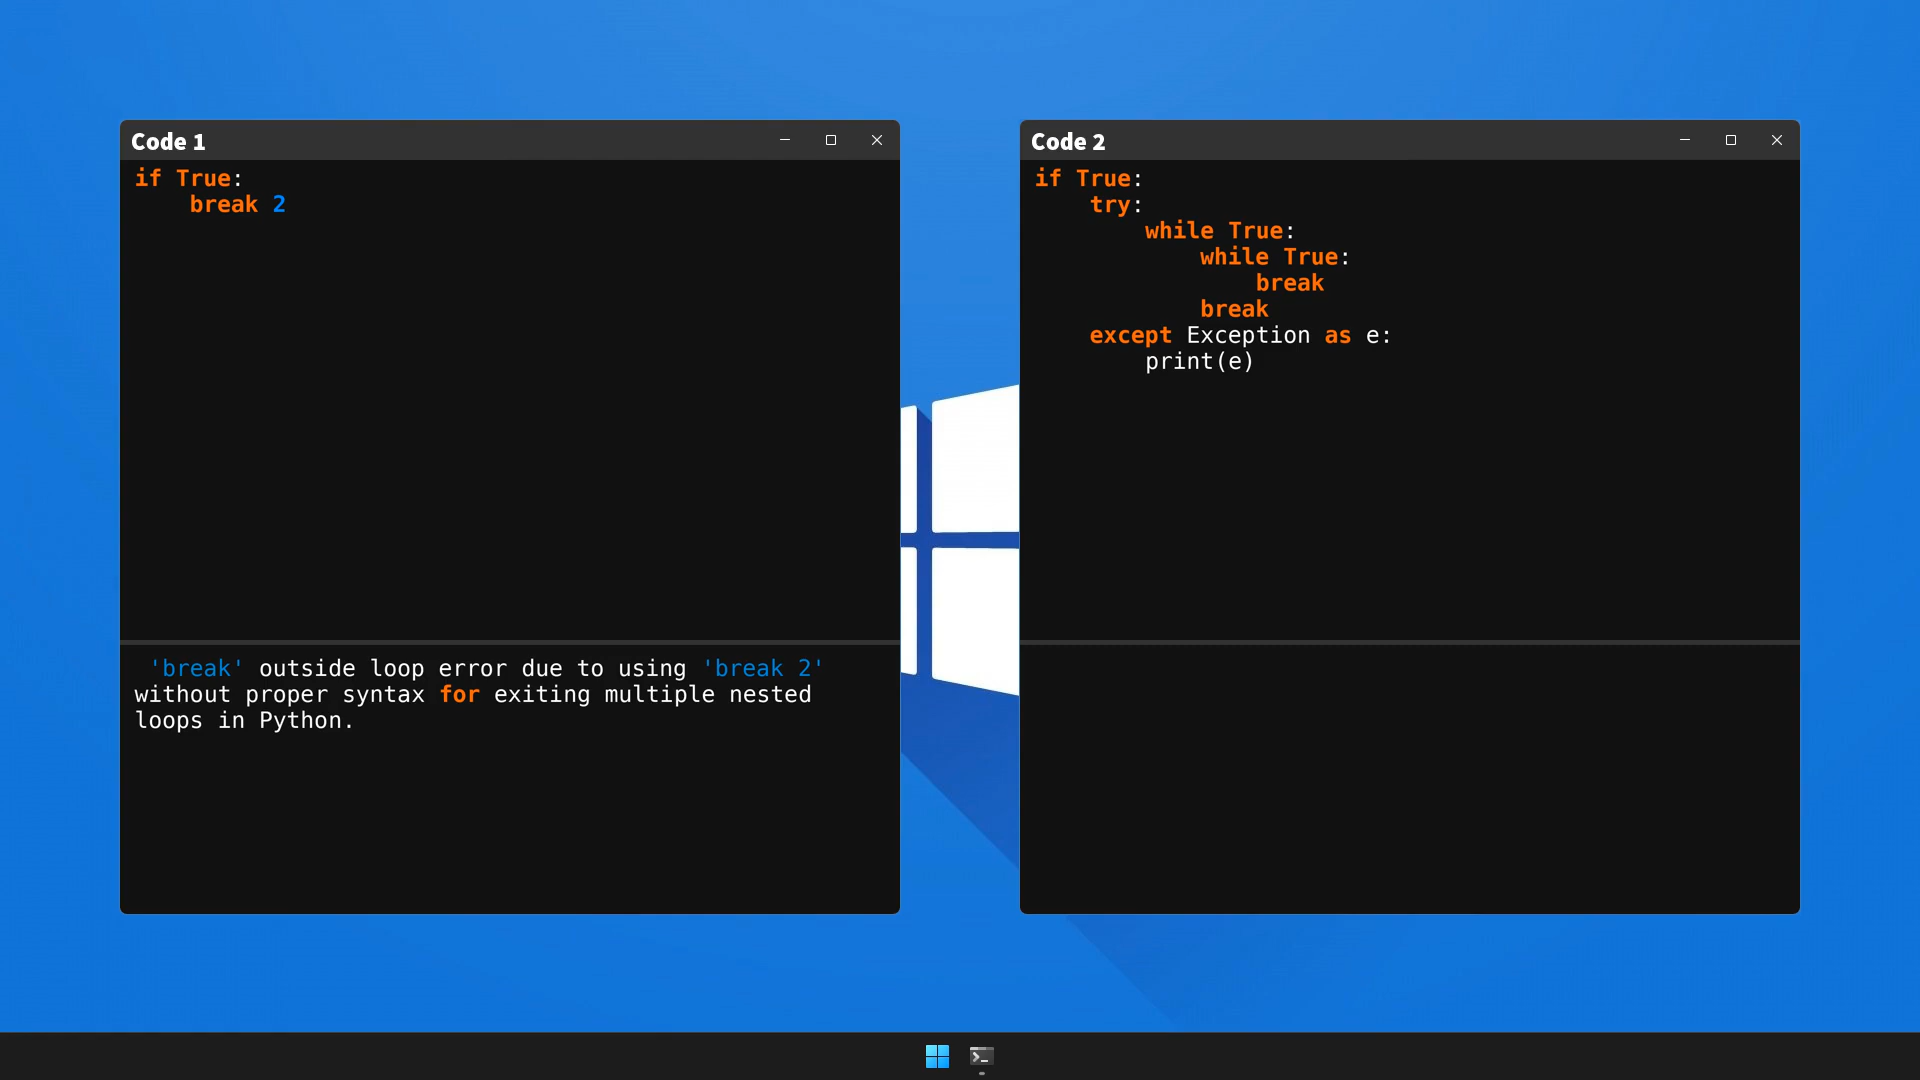 Code 1
if True:
    break 2
'break' outside loop error due to using 'break 2'
without proper syntax for exiting multiple nested
loops in Python.
Code 2
if True:
    try:
        while True:
            while True:
                break
            break
    except Exception as e:
        print(e)